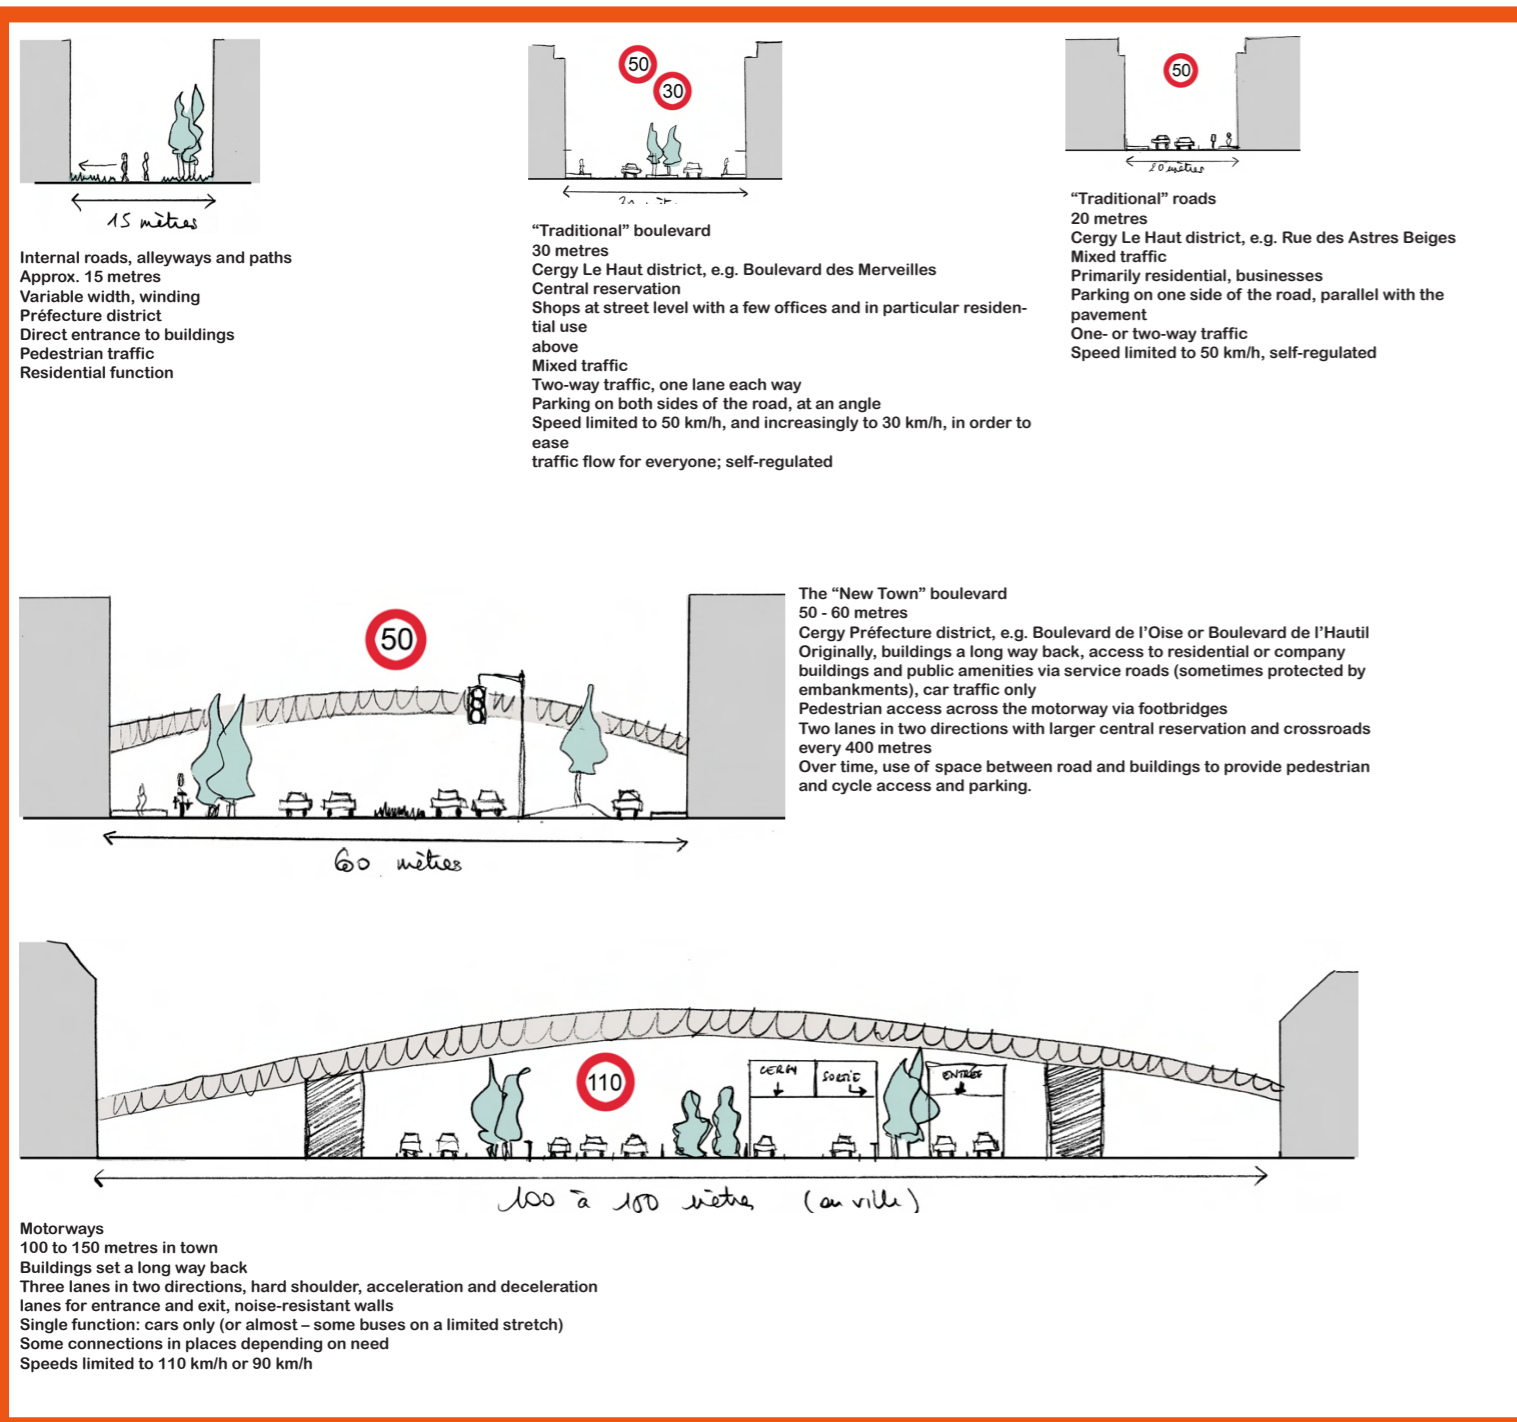 15 mètres
Internal roads, alleyways and paths
Approx. 15 metres
Variable width, winding
Préfecture district
Direct entrance to buildings
Pedestrian traffic
Residential function
50
30
“Traditional” boulevard
30 metres
Cergy Le Haut district, e.g. Boulevard des Merveilles
Central reservation
Shops at street level with a few offices and in particular residen-
tial use
above
Mixed traffic
Two-way traffic, one lane each way
Parking on both sides of the road, at an angle
Speed limited to 50 km/h, and increasingly to 30 km/h, in order to
ease
traffic flow for everyone; self-regulated
50
20 mètres
“Traditional” roads
20 metres
Cergy Le Haut district, e.g. Rue des Astres Beiges
Mixed traffic
Primarily residential, businesses
Parking on one side of the road, parallel with the
pavement
One- or two-way traffic
Speed limited to 50 km/h, self-regulated
50
60 mètres
The “New Town” boulevard
50 - 60 metres
Cergy Préfecture district, e.g. Boulevard de l’Oise or Boulevard de l’Hautil
Originally, buildings a long way back, access to residential or company
buildings and public amenities via service roads (sometimes protected by
embankments), car traffic only
Pedestrian access across the motorway via footbridges
Two lanes in two directions with larger central reservation and crossroads
every 400 metres
Over time, use of space between road and buildings to provide pedestrian
and cycle access and parking.
110
CERGY
SORTIE
ENTRÉE
100 à 150 mètres (en ville)
Motorways
100 to 150 metres in town
Buildings set a long way back
Three lanes in two directions, hard shoulder, acceleration and deceleration
lanes for entrance and exit, noise-resistant walls
Single function: cars only (or almost – some buses on a limited stretch)
Some connections in places depending on need
Speeds limited to 110 km/h or 90 km/h